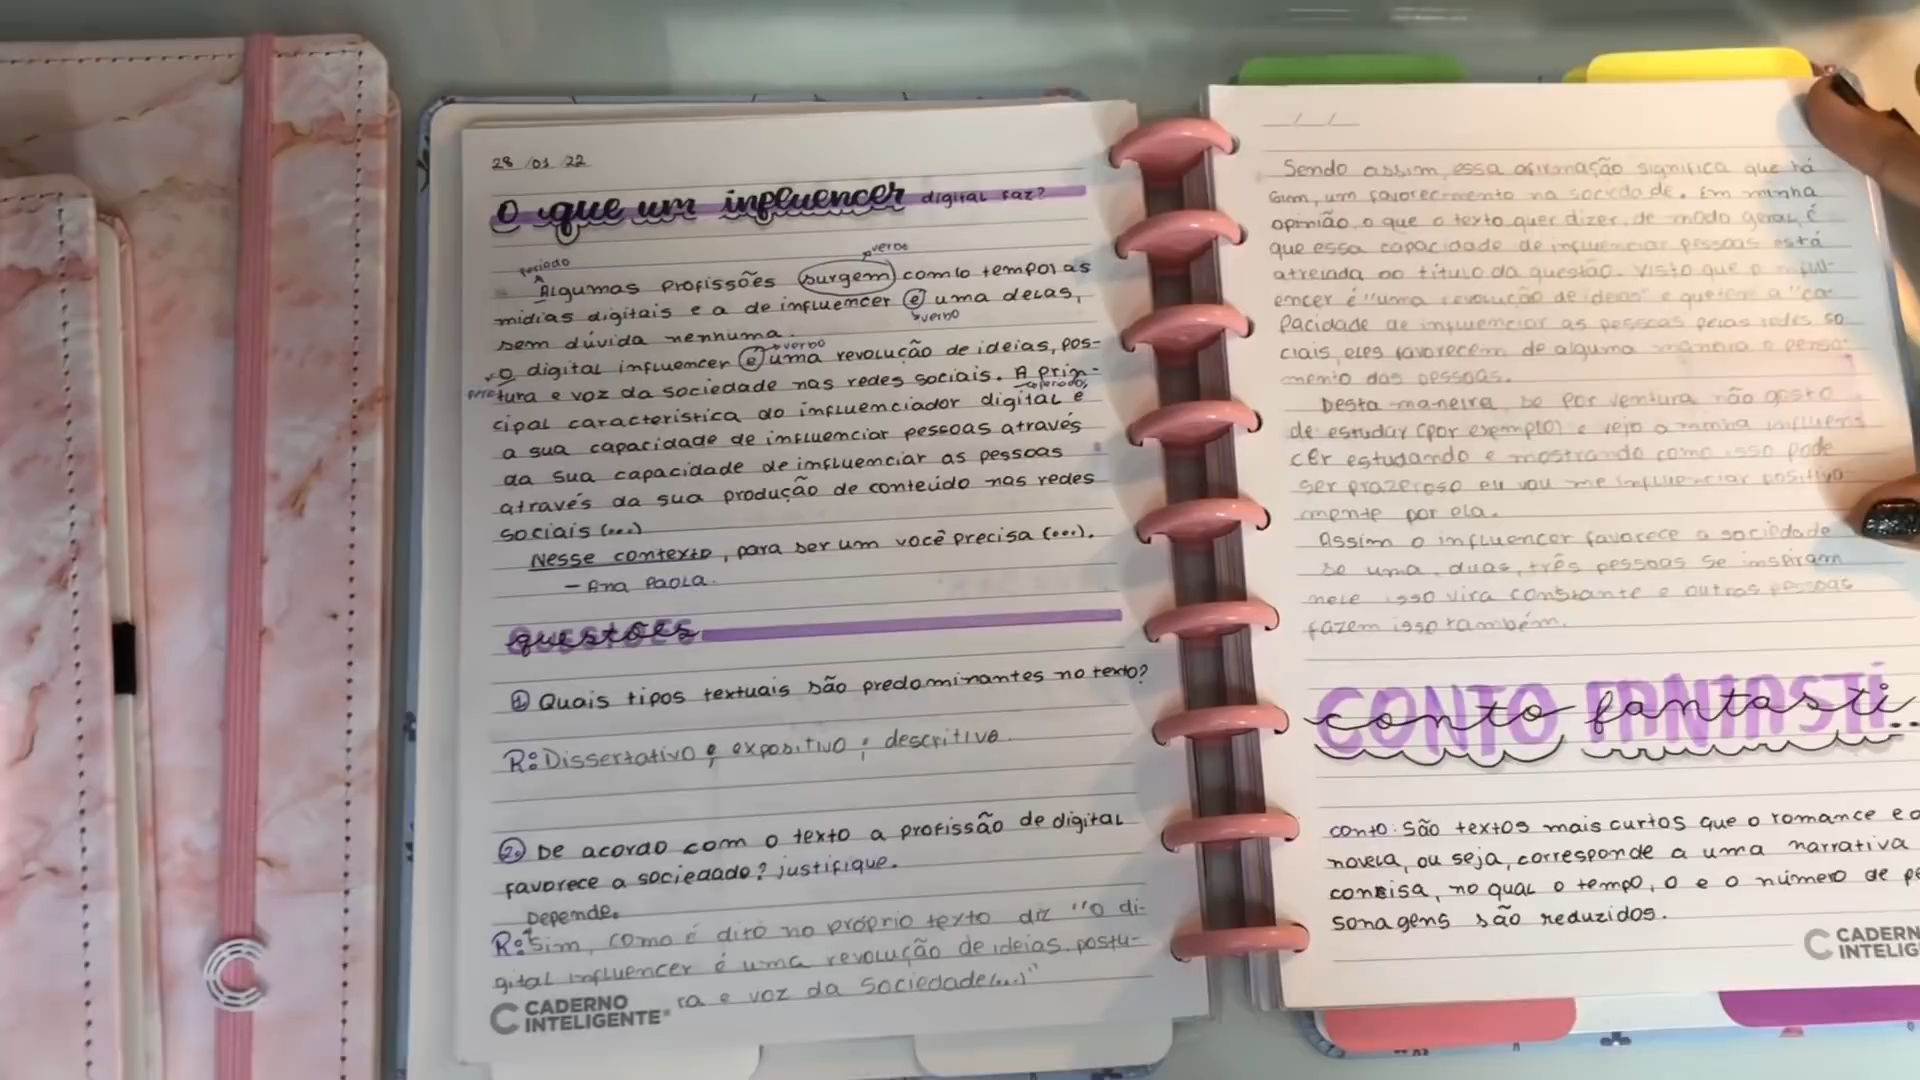 28/01/22
O que um influencer digital faz?
período
verbo
Algumas profissões surgem com o tempo, as
mídias digitais e a de influencer é uma delas,
verbo
sem dúvida nenhuma.
verbo
O digital influencer é uma revolução de ideias, pos-
tura e voz da sociedade nas redes sociais. A prin-
período
cipal característica do influenciador digital é
a sua capacidade de influenciar pessoas através
da sua capacidade de influenciar as pessoas
através da sua produção de conteúdo nas redes
sociais (...)
Nesse contexto, para ser um você precisa (...).
- Ana Paola.
questões
1 Quais tipos textuais são predominantes no texto?
R: Dissertativo; expositivo; descritivo.
2. De acordo com o texto a profissão de digital
favorece a sociedade? justifique.
Depende.
R: Sim, como é dito no próprio texto diz "o di-
gital influencer é uma revolução de ideias, postu-
ra e voz da sociedade(...)"
CADERNO
INTELIGENTE®
Sendo assim, essa afirmação significa que há
sim, um favorecimento na sociedade. Em minha
opinião, o que o texto quer dizer, de modo geral, é
que essa capacidade de influenciar pessoas está
atrelada ao título da questão. Visto que o influ-
encer é "uma revolução de ideias" e que tem a "ca-
pacidade de influenciar as pessoas pelas redes so
ciais, eles favorecem de alguma maneira o pensa-
mento das pessoas.
Desta maneira, se por ventura não gosto
de estudar (por exemplo) e vejo a minha influen
cer estudando e mostrando como isso pode
ser prazeroso eu vou me influenciar positiva
mente por ela.
Assim o influencer favorece a sociedade
se uma, duas, três pessoas se inspiram
nele isso vira constante e outras pessoas
fazem isso também.
CONTO FANTASTI
conto fantasti...
conto: São textos mais curtos que o romance e a
novela, ou seja, corresponde a uma narrativa
concisa, no qual o tempo, o e o número de pe
sonagens são reduzidos.
CADERN
INTELIG